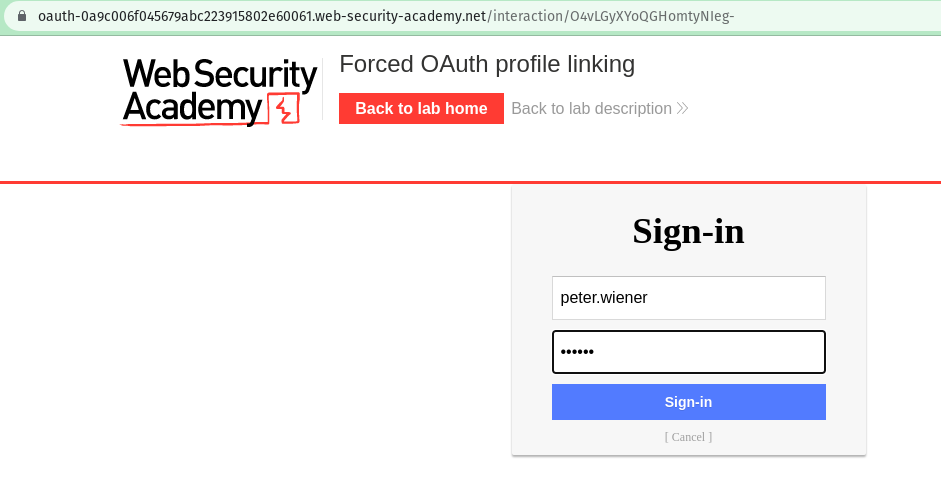 oauth-0a9c006f045679abc223915802e60061.web-security-academy.net/interaction/O4vLGyXYoQGHomtyNIeg-
Web Security
Academy
Forced OAuth profile linking
Back to lab home Back to lab description
Sign-in
peter.wiener
••••••
Sign-in
[ Cancel ]